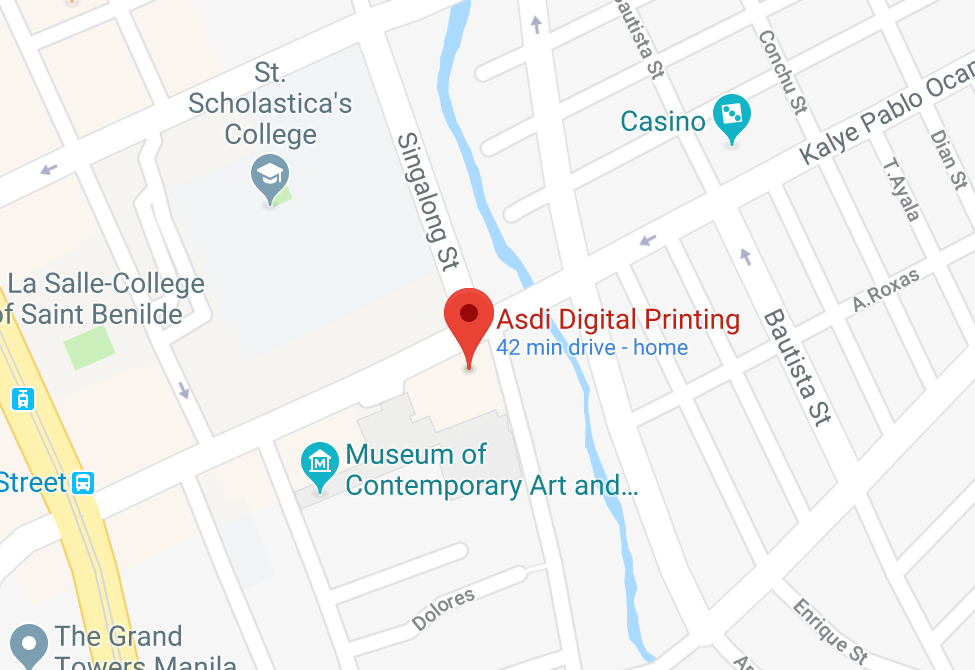 Bautista St
St.
Scholastica's
College
Conchu St
Casino
Kalye Pablo Ocam
Dian St
T.Ayala
Singalong St
La Salle-College
of Saint Benilde
A.Roxas
Asdi Digital Printing
42 min drive - home
Bautista St
Museum of
Contemporary Art and...
Street
M
Dolores
Enrique St
The Grand
Towers Manila